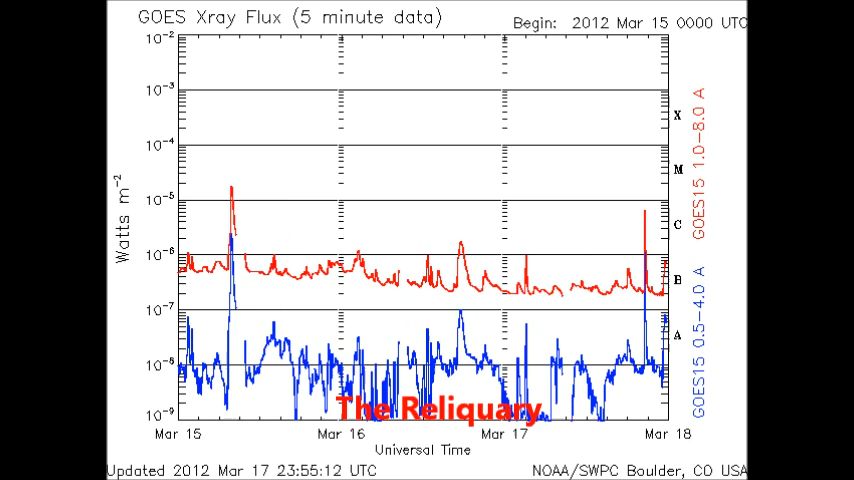 GOES Xray Flux (5 minute data)
Begin: 2012 Mar 15 0000 UTC
10-2
10-3
10-4
10-5
10-6
10-7
10-8
10-9
Watts m-2
X
M
C
B
A
GOES15 1.0-8.0 A
GOES15 0.5-4.0 A
The Reliquary
Mar 15
Mar 16
Mar 17
Mar 18
Universal Time
Updated 2012 Mar 17 23:55:12 UTC
NOAA/SWPC Boulder, CO USA